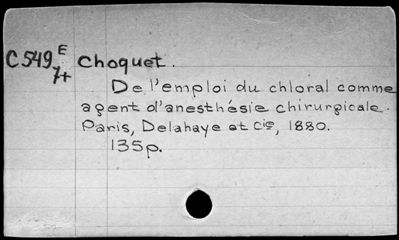 C549 E Choquet.
7+
De l'emploi du chloral comme
agent d'anesthésie chirurgicale.
Paris, Delahaye et Cie, 1880.
135p.